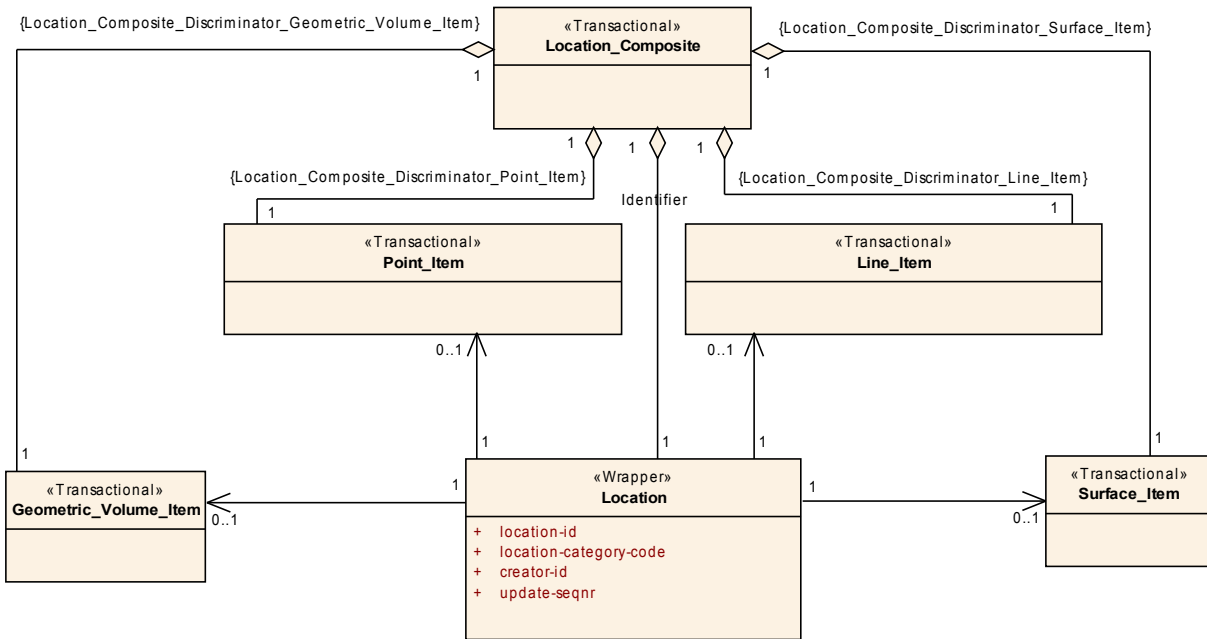 {Location_Composite_Discriminator_Geometric_Volume_Item}
«Transactional»
Location_Composite
{Location_Composite_Discriminator_Surface_Item}
1
1
1
1
1
{Location_Composite_Discriminator_Point_Item}
{Location_Composite_Discriminator_Line_Item}
Identifier
1
1
«Transactional»
Point_Item
«Transactional»
Line_Item
0..1
0..1
1
1
1
1
1
«Transactional»
Geometric_Volume_Item
1
0..1
«Wrapper»
Location
+ location-id
+ location-category-code
+ creator-id
+ update-seqnr
1
0..1
«Transactional»
Surface_Item